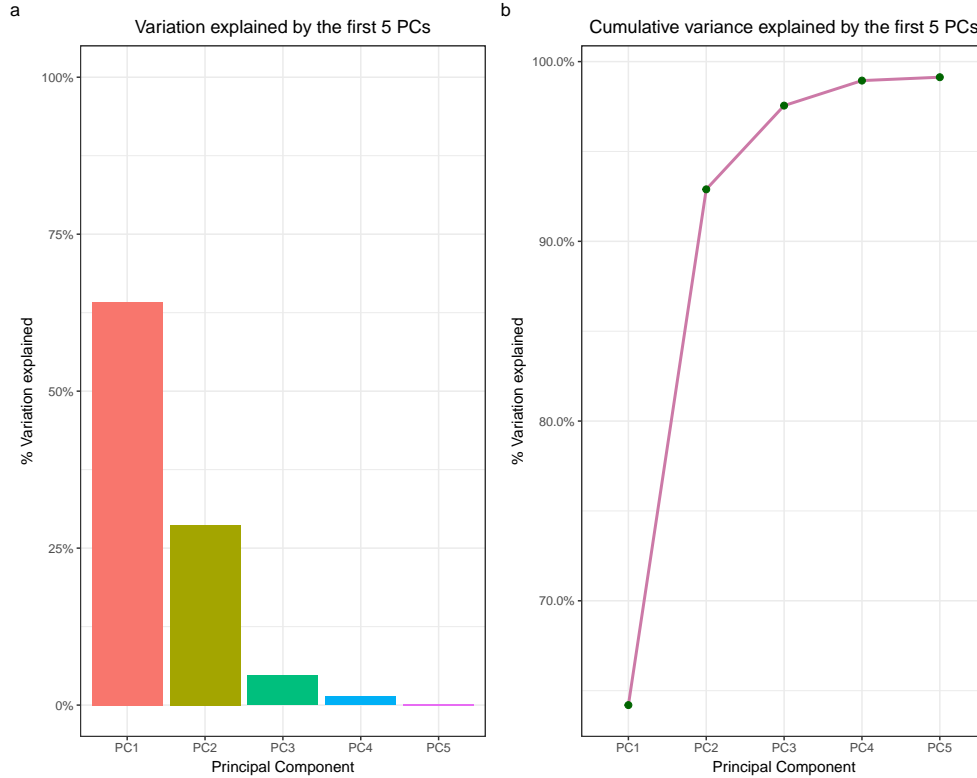 a
Variation explained by the first 5 PCs
100%
75%
50%
25%
0%
% Variation explained
PC1 PC2 PC3 PC4 PC5
Principal Component
b
Cumulative variance explained by the first 5 PCs
100.0%
90.0%
80.0%
70.0%
% Variation explained
PC1 PC2 PC3 PC4 PC5
Principal Component